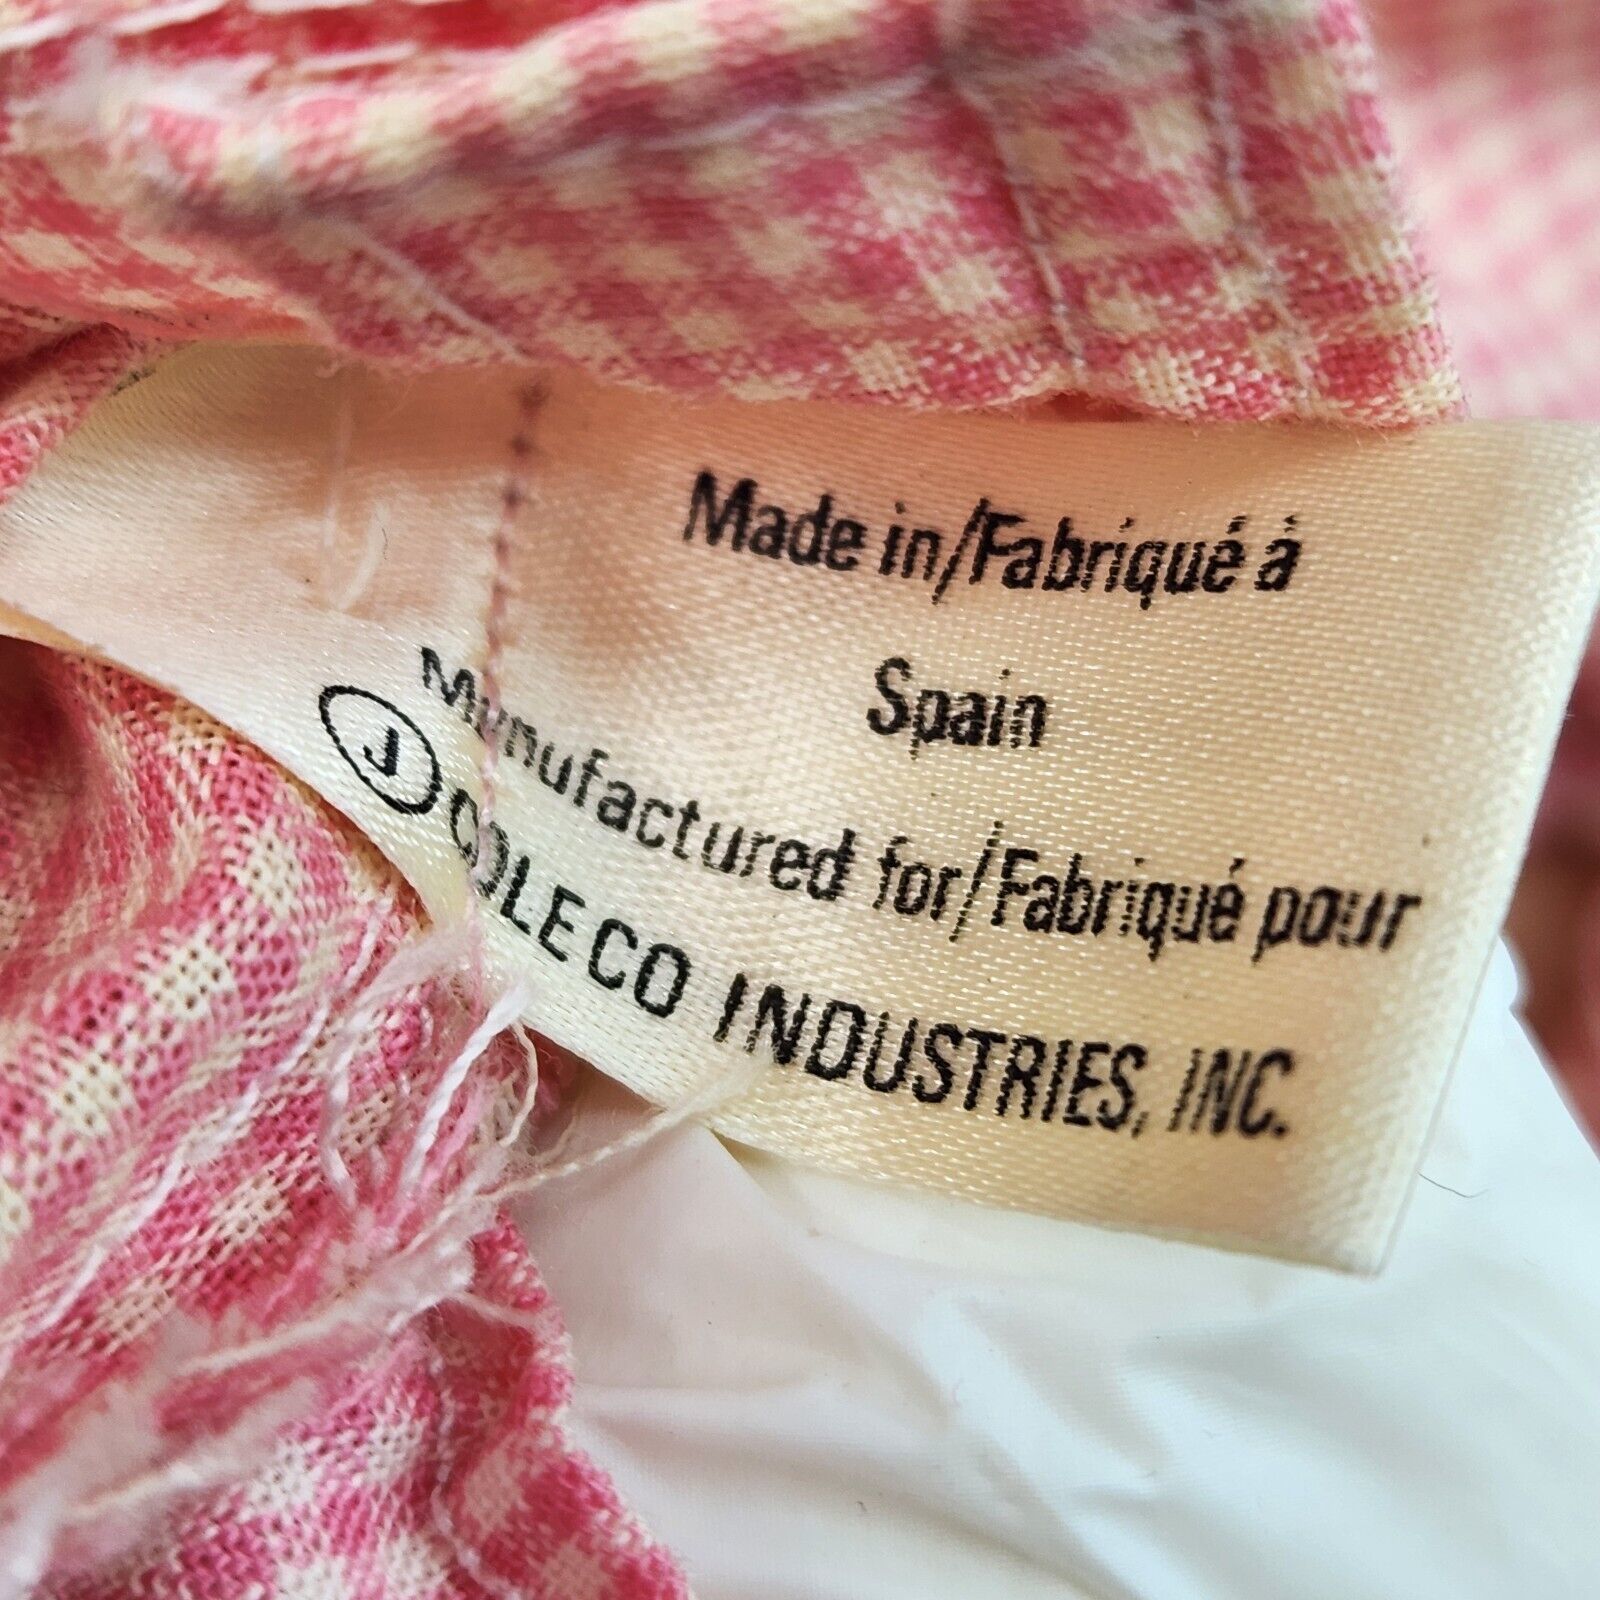 Made in/Fabriqué à
Spain
Manufactured for/Fabriqué pour
J COLECO INDUSTRIES, INC.